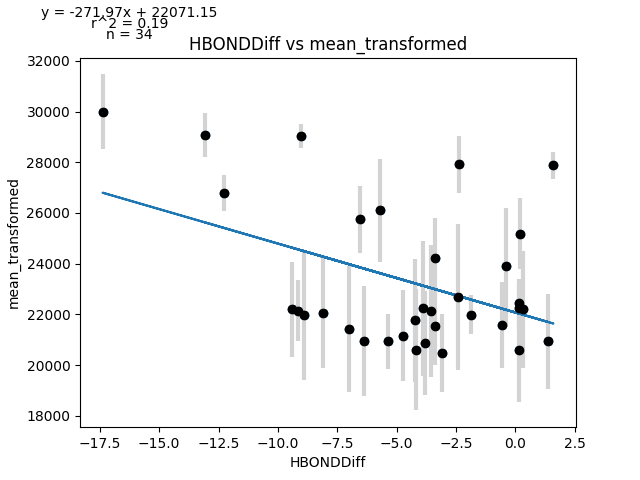 y = -271.97x + 22071.15
r^2 = 0.19
n = 34
HBONDDiff vs mean_transformed
32000
30000
28000
26000
24000
22000
20000
18000
mean_transformed
−17.5 −15.0 −12.5 −10.0 −7.5 −5.0 −2.5 0.0 2.5
HBONDDiff